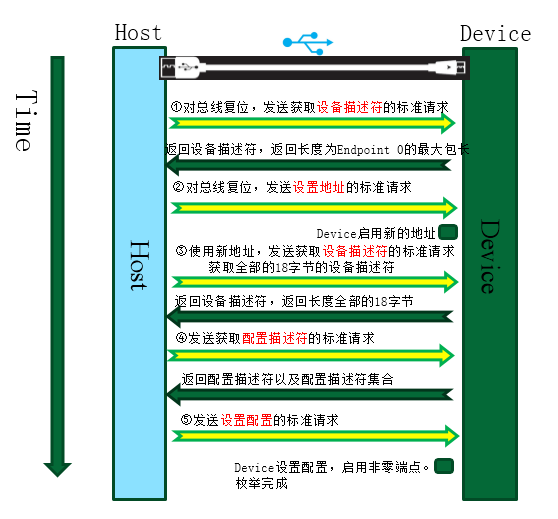 Host
Device
Time
①对总线复位，发送获取设备描述符的标准请求
返回设备描述符，返回长度为Endpoint 0的最大包长
②对总线复位，发送设置地址的标准请求
Device启用新的地址
③使用新地址，发送获取设备描述符的标准请求
获取全部的18字节的设备描述符
Host
Device
返回设备描述符，返回长度全部的18字节
④发送获取配置描述符的标准请求
返回配置描述符以及配置描述符集合
⑤发送设置配置的标准请求
Device设置配置，启用非零端点。
枚举完成